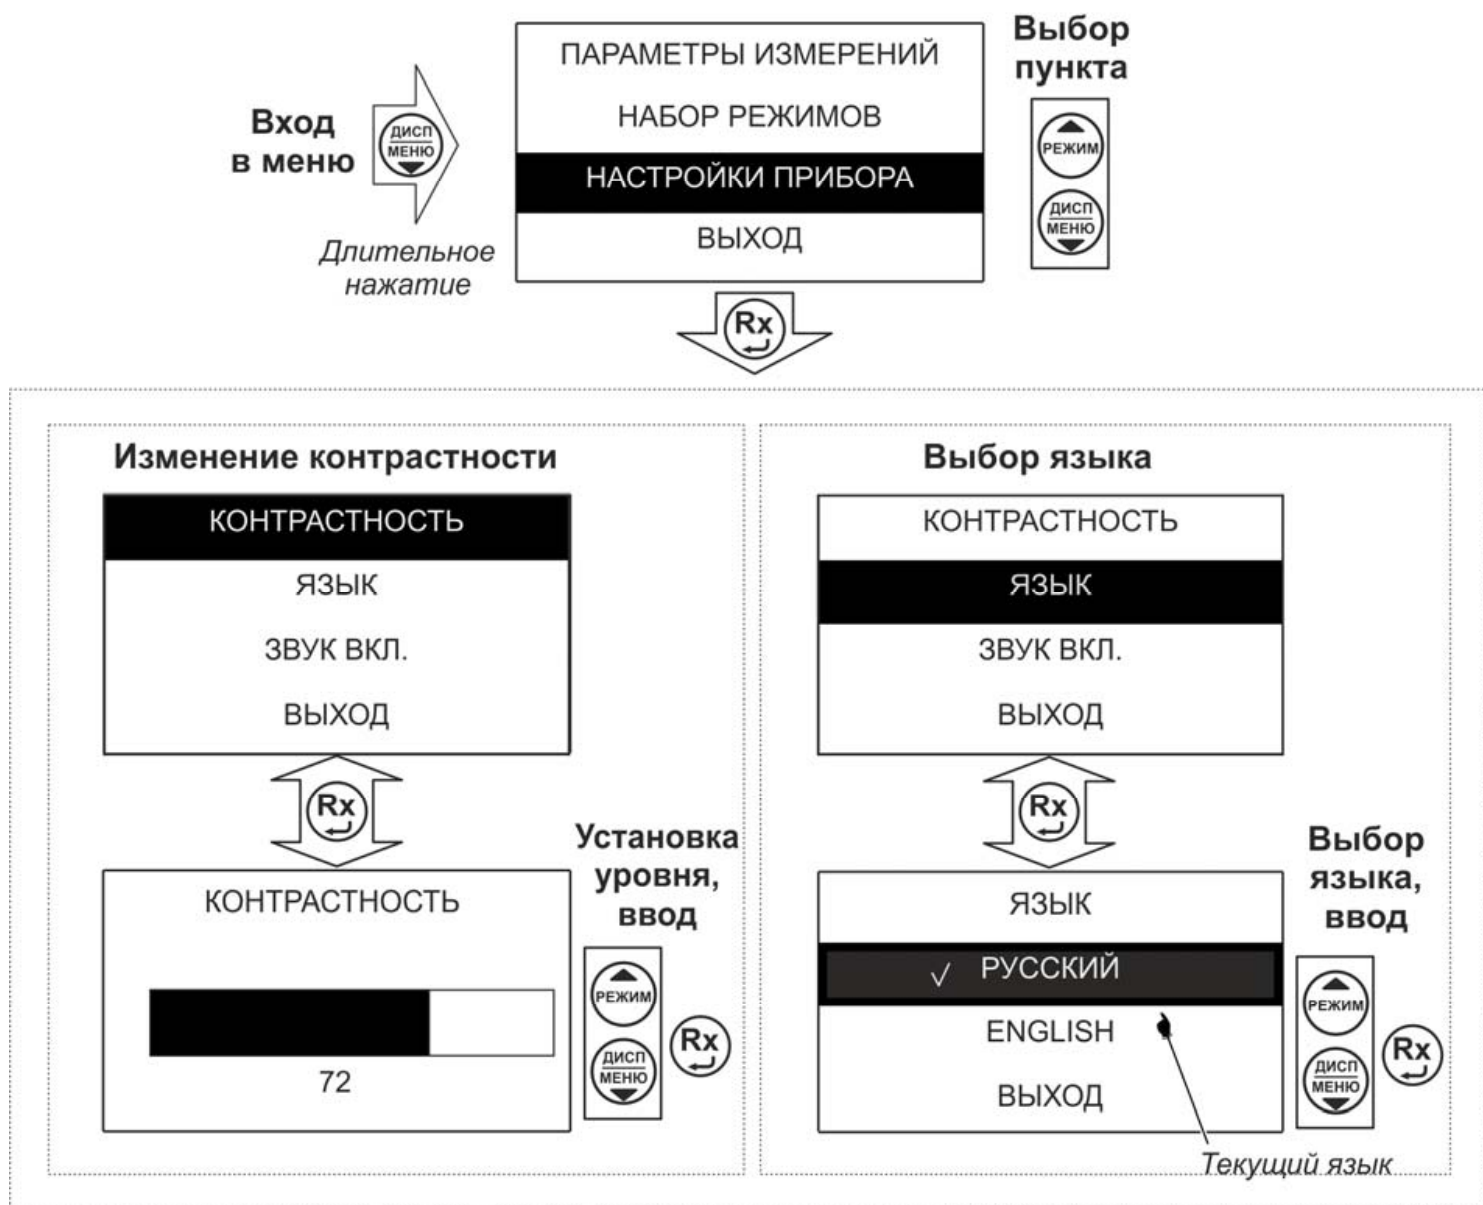 Вход
в меню
ДИСП
МЕНЮ
Длительное
нажатие
ПАРАМЕТРЫ ИЗМЕРЕНИЙ
НАБОР РЕЖИМОВ
НАСТРОЙКИ ПРИБОРА
ВЫХОД
Выбор
пункта
РЕЖИМ
ДИСП
МЕНЮ
Rx
Изменение контрастности
КОНТРАСТНОСТЬ
ЯЗЫК
ЗВУК ВКЛ.
ВЫХОД
Rx
КОНТРАСТНОСТЬ
72
Установка
уровня,
ввод
РЕЖИМ
ДИСП
МЕНЮ
Rx
Выбор языка
КОНТРАСТНОСТЬ
ЯЗЫК
ЗВУК ВКЛ.
ВЫХОД
Rx
ЯЗЫК
✓ РУССКИЙ
ENGLISH
ВЫХОД
Выбор
языка,
ввод
РЕЖИМ
ДИСП
МЕНЮ
Rx
Текущий язык